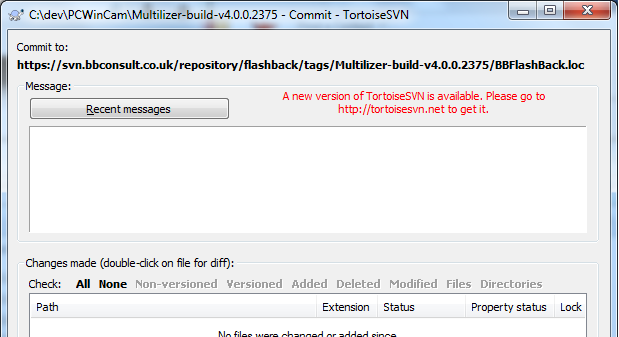 C:\dev\PCWinCam\Multilizer-build-v4.0.0.2375 - Commit - TortoiseSVN
Commit to:
https://svn.bbconsult.co.uk/repository/flashback/tags/Multilizer-build-v4.0.0.2375/BBFlashBack.loc
Message:
Recent messages
A new version of TortoiseSVN is available. Please go to
http://tortoisesvn.net to get it.
Changes made (double-click on file for diff):
Check: All None Non-versioned Versioned Added Deleted Modified Files Directories
Path Extension Status Property status Lock
No files were changed or added since